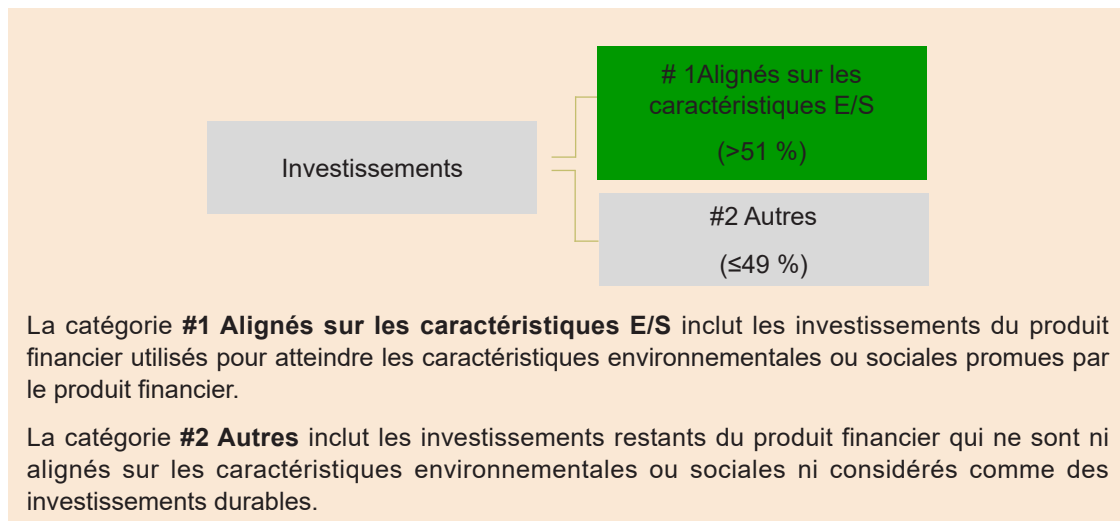 # 1Alignés sur les
caractéristiques E/S
(>51 %)
Investissements
#2 Autres
(≤49 %)
La catégorie #1 Alignés sur les caractéristiques E/S inclut les investissements du produit
financier utilisés pour atteindre les caractéristiques environnementales ou sociales promues par
le produit financier.
La catégorie #2 Autres inclut les investissements restants du produit financier qui ne sont ni
alignés sur les caractéristiques environnementales ou sociales ni considérés comme des
investissements durables.